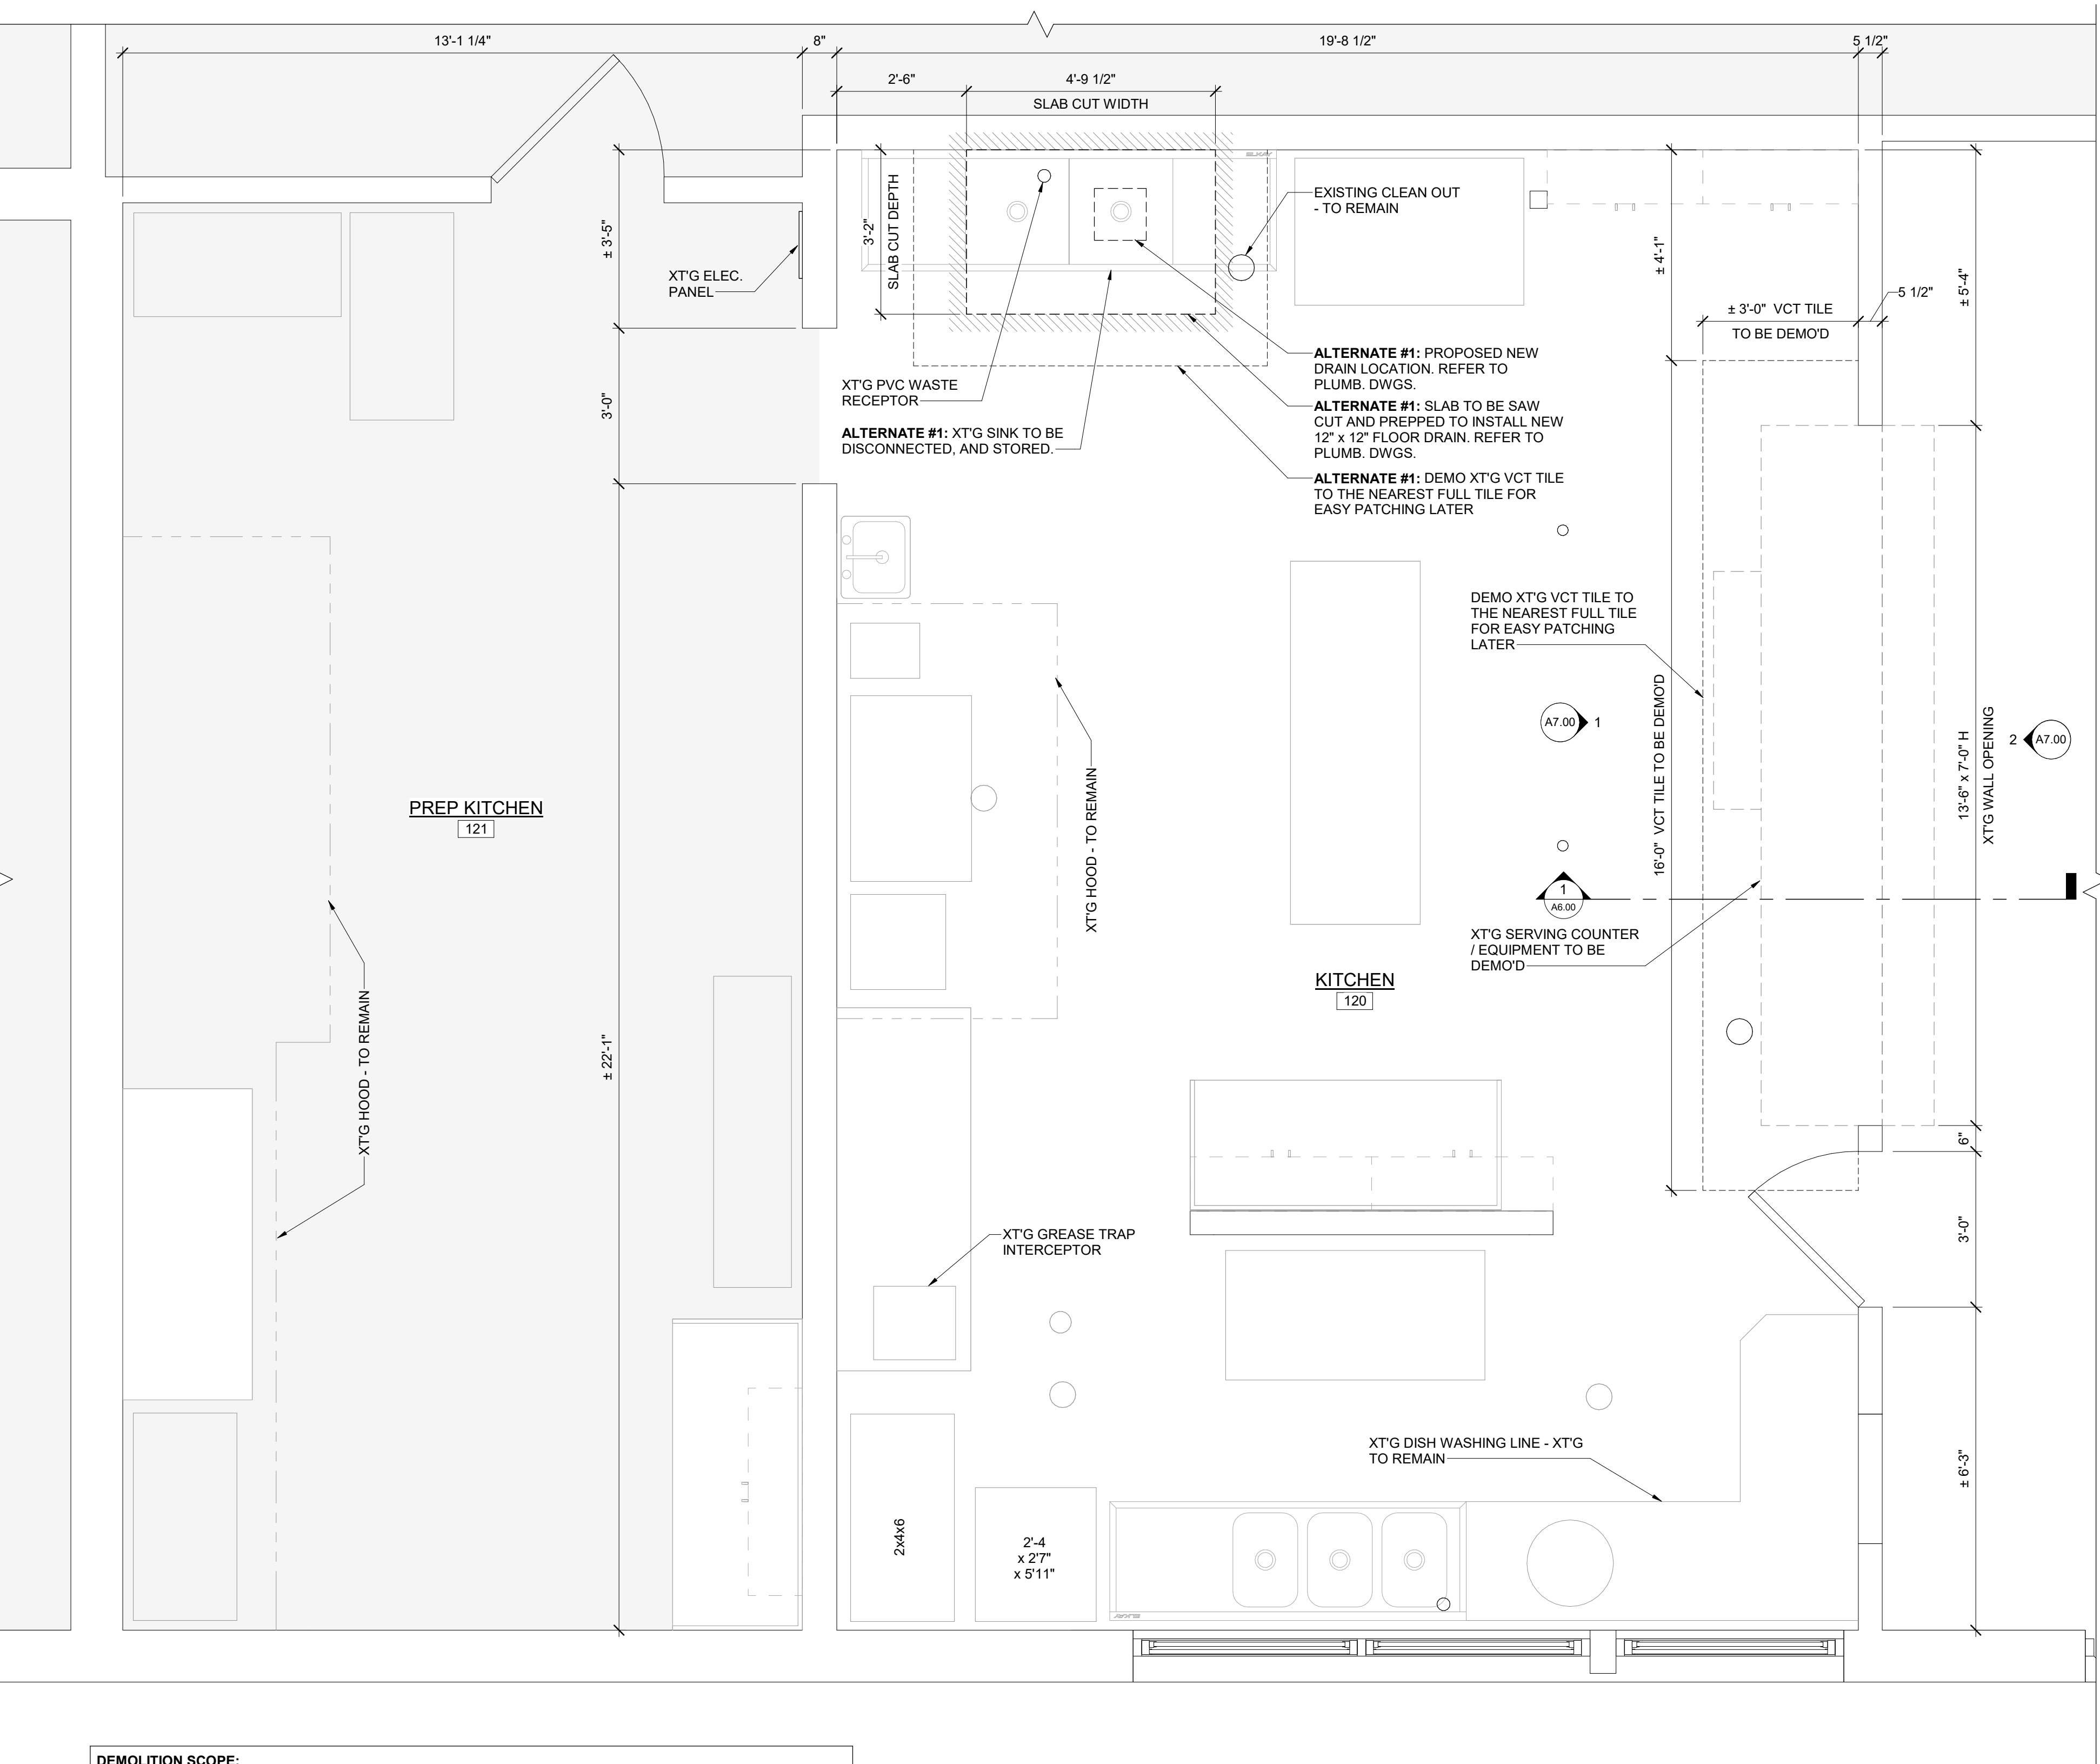 13'-1 1/4"
8"
19'-8 1/2"
5 1/2"
2'-6"
4'-9 1/2"
SLAB CUT WIDTH
± 3'-5"
3'-2"
SLAB CUT DEPTH
XT'G ELEC.
PANEL
EXISTING CLEAN OUT
- TO REMAIN
± 4'-1"
± 5'-4"
5 1/2"
± 3'-0" VCT TILE
TO BE DEMO'D
3'-0"
XT'G PVC WASTE
RECEPTOR
ALTERNATE #1: XT'G SINK TO BE
DISCONNECTED, AND STORED.
ALTERNATE #1: PROPOSED NEW
DRAIN LOCATION. REFER TO
PLUMB. DWGS.
ALTERNATE #1: SLAB TO BE SAW
CUT AND PREPPED TO INSTALL NEW
12" x 12" FLOOR DRAIN. REFER TO
PLUMB. DWGS.
ALTERNATE #1: DEMO XT'G VCT TILE
TO THE NEAREST FULL TILE FOR
EASY PATCHING LATER
DEMO XT'G VCT TILE TO
THE NEAREST FULL TILE
FOR EASY PATCHING
LATER
16'-0" VCT TILE TO BE DEMO'D
A7.00
1
13'-6" x 7'-0" H
XT'G WALL OPENING
2
A7.00
PREP KITCHEN
121
XT'G HOOD - TO REMAIN
XT'G HOOD - TO REMAIN
1
A6.00
XT'G SERVING COUNTER
/ EQUIPMENT TO BE
DEMO'D
KITCHEN
120
± 22'-1"
6"
3'-0"
XT'G GREASE TRAP
INTERCEPTOR
XT'G DISH WASHING LINE - XT'G
TO REMAIN
± 6'-3"
2x4x6
2'-4
x 2'7"
x 5'11"
DEMOLITION SCOPE: